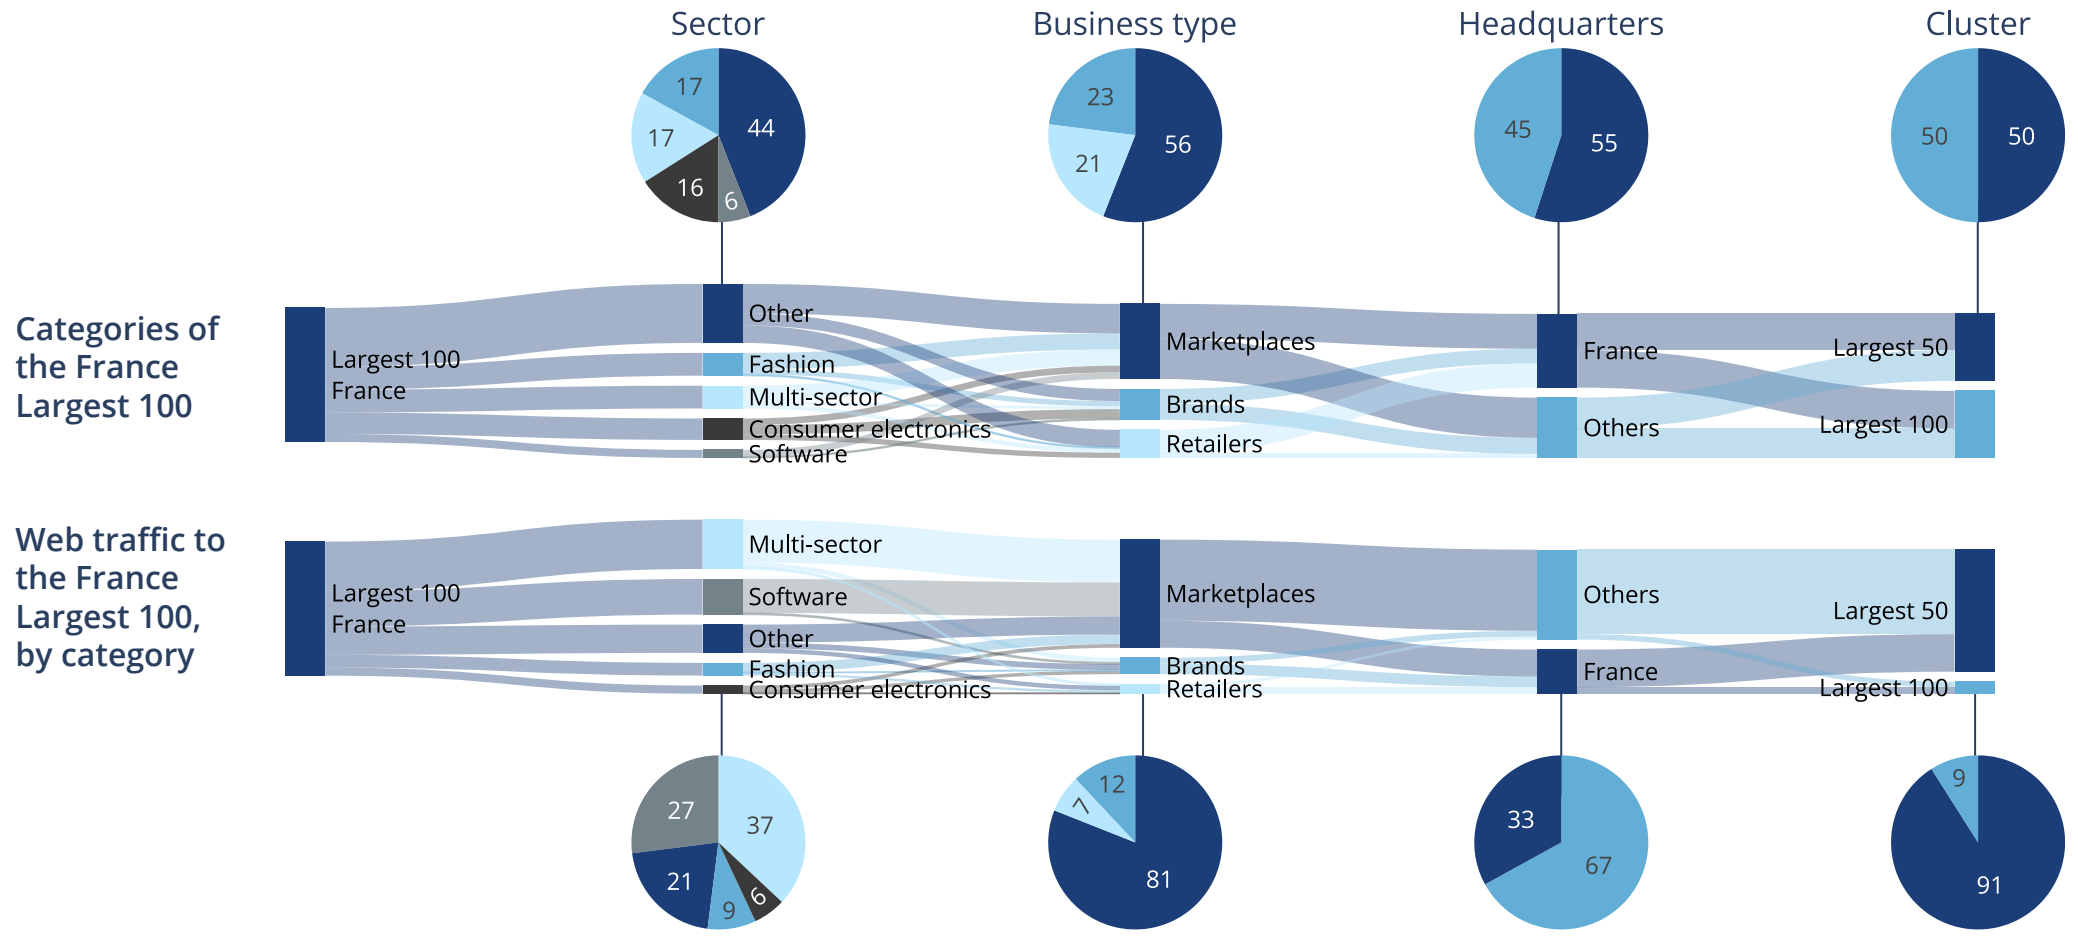 Sector
Business type
Headquarters
Cluster
17
44
17
16
6
23
56
21
45
55
50
50
Categories of
the France
Largest 100
Largest 100
France
Other
Fashion
Multi-sector
Consumer electronics
Software
Marketplaces
Brands
Retailers
France
Others
Largest 50
Largest 100
Web traffic to
the France
Largest 100,
by category
Largest 100
France
Multi-sector
Software
Other
Fashion
Consumer electronics
Marketplaces
Brands
Retailers
Others
France
Largest 50
Largest 100
27
37
21
9
6
12
7
81
33
67
9
91